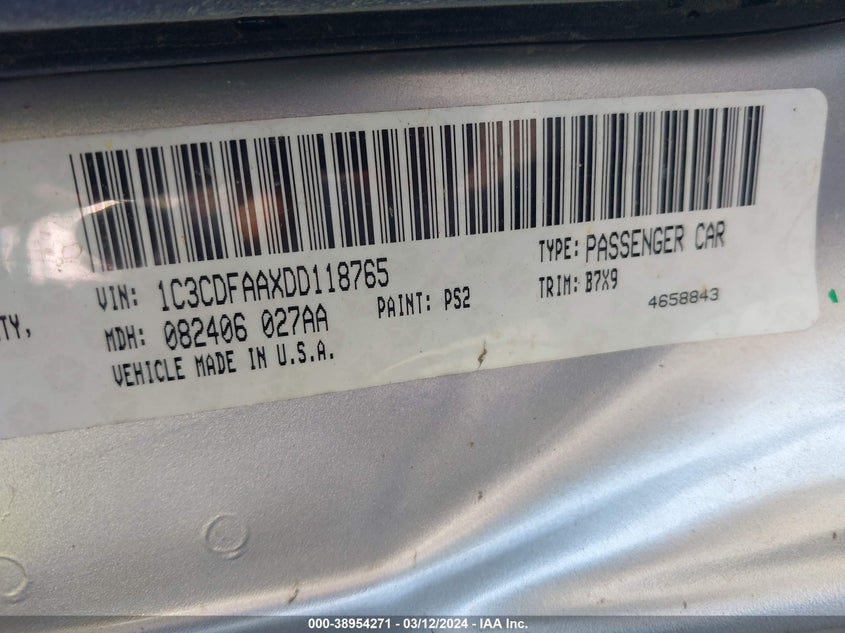 VIN: 1C3CDFAAXDD118765
TYPE: PASSENGER CAR
TY,
MDH: 082406 027AA
PAINT: PS2
TRIM: B7X9
4658843
VEHICLE MADE IN U.S.A.
000-38954271 - 03/12/2024 - IAA Inc.